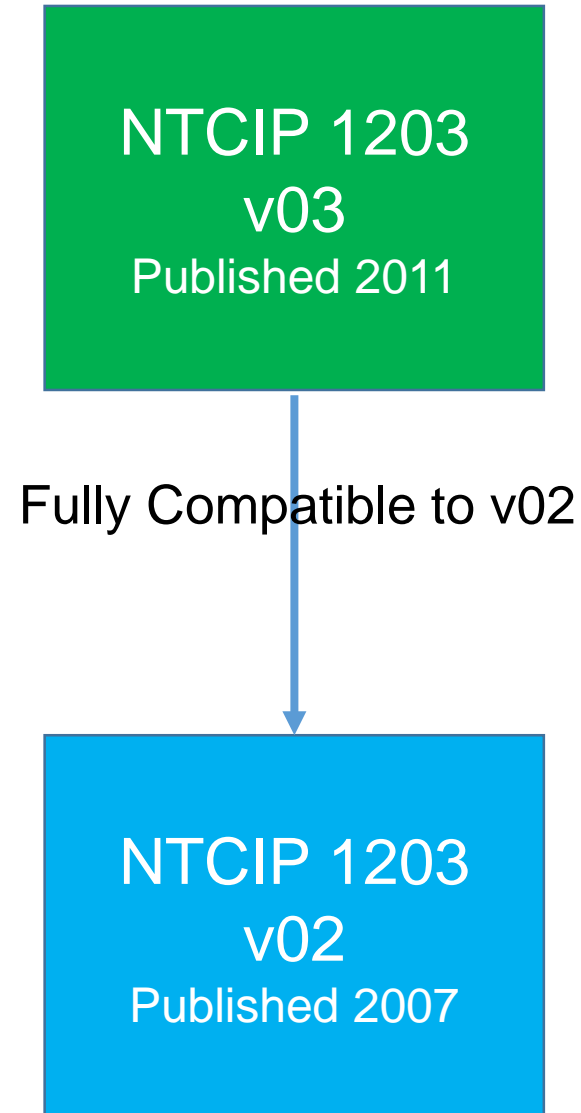 NTCIP 1203
v03
Published 2011
Fully Compatible to v02
NTCIP 1203
v02
Published 2007